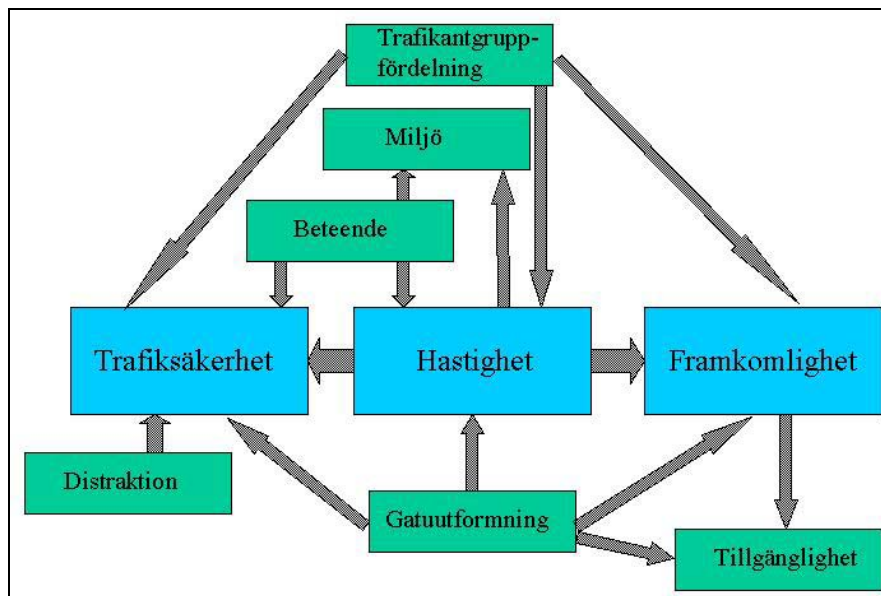 Trafikantgrupp-
fördelning
Miljö
Beteende
Trafiksäkerhet
Hastighet
Framkomlighet
Distraktion
Gatuutformning
Tillgänglighet